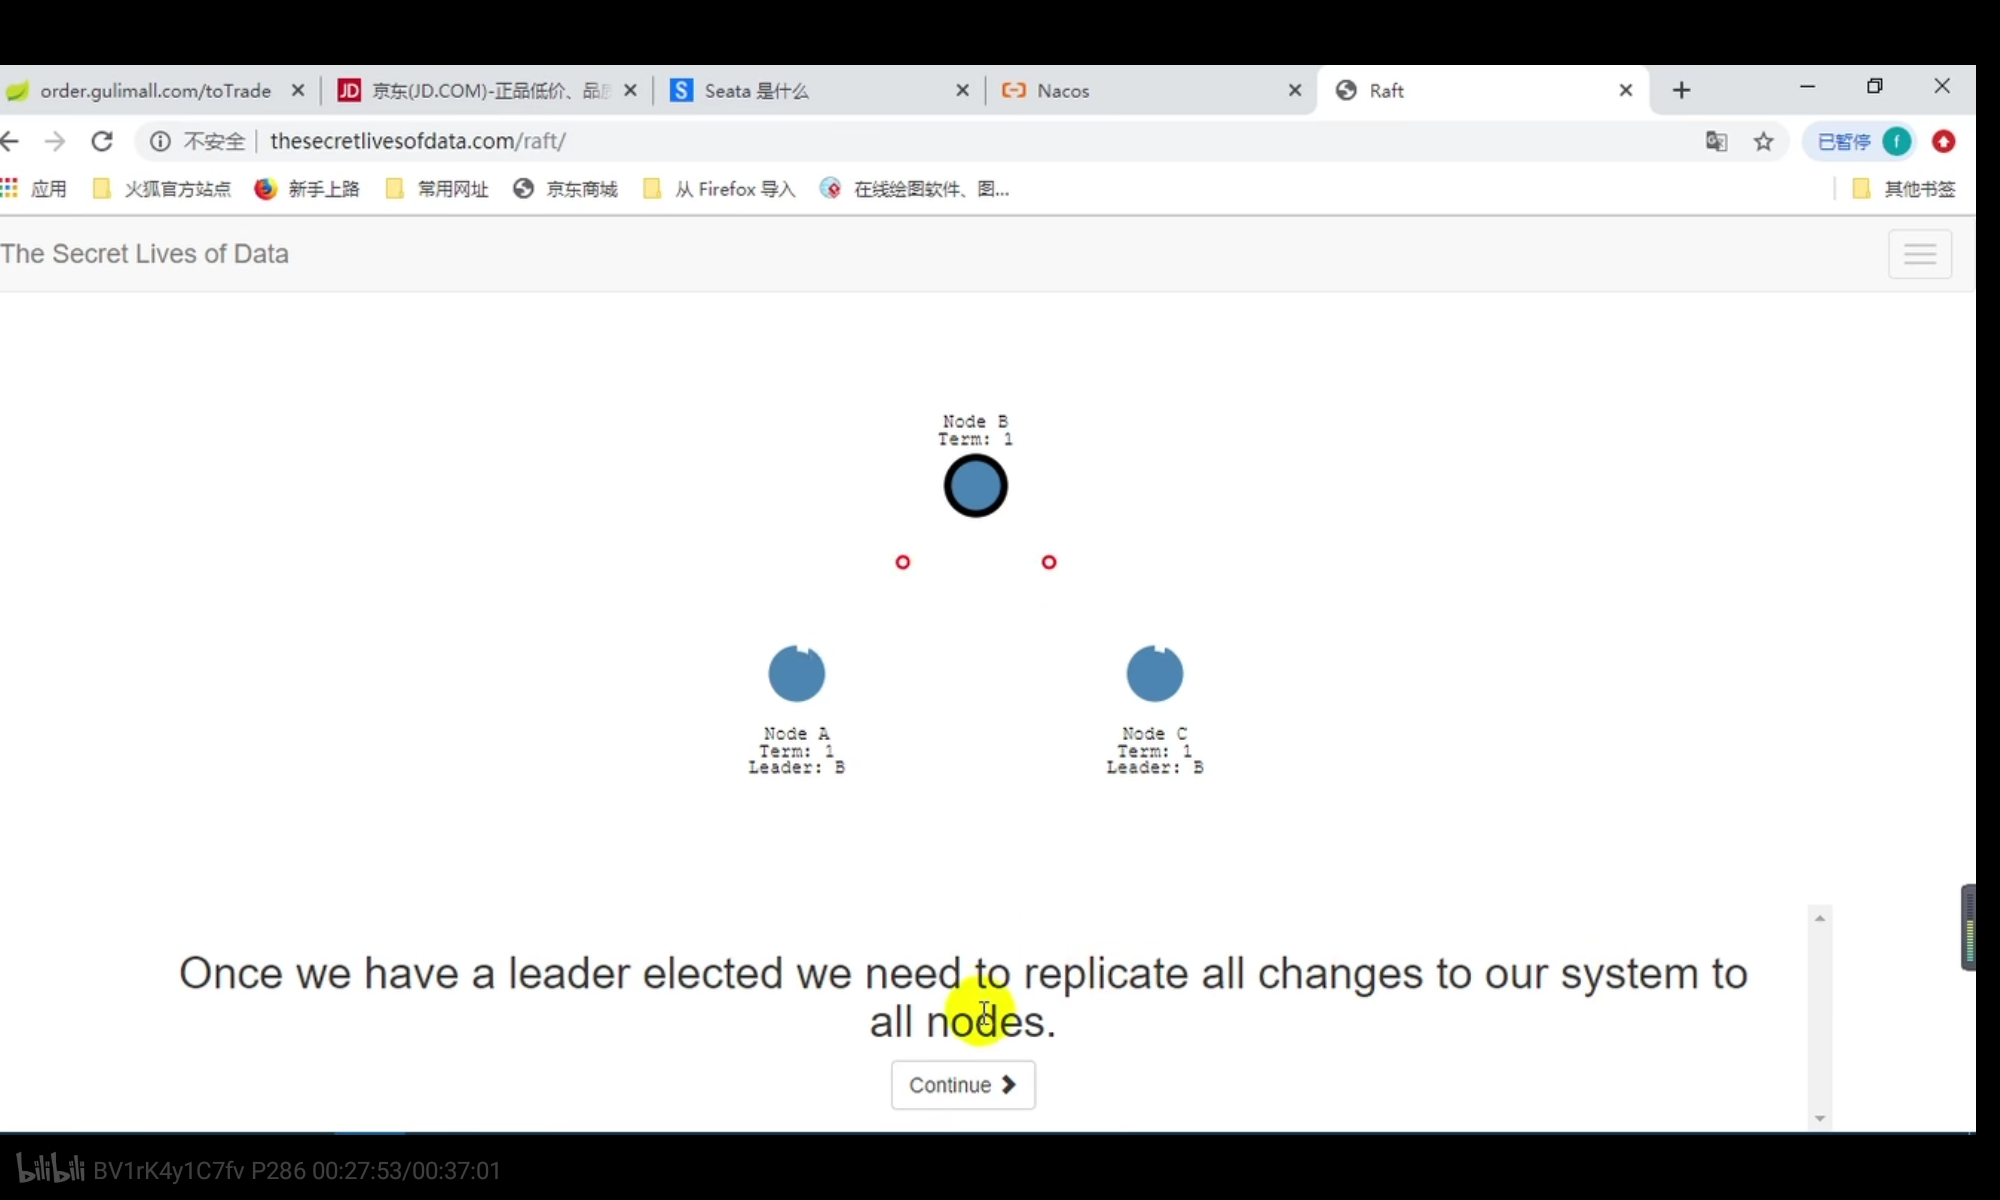 order.gulimall.com/toTrade
JD 京东(JD.COM)-正品低价、品
S Seata 是什么
Nacos
Raft
不安全 | thesecretlivesofdata.com/raft/
已暂停 f
应用 火狐官方站点 新手上路 常用网址 京东商城 从 Firefox 导入 在线绘图软件、图... 其他书签
The Secret Lives of Data
Node B
Term: 1
Node A
Term: 1
Leader: B
Node C
Term: 1
Leader: B
Once we have a leader elected we need to replicate all changes to our system to
all nodes.
Continue
bilibili BV1rK4y1C7fv P286 00:27:53/00:37:01